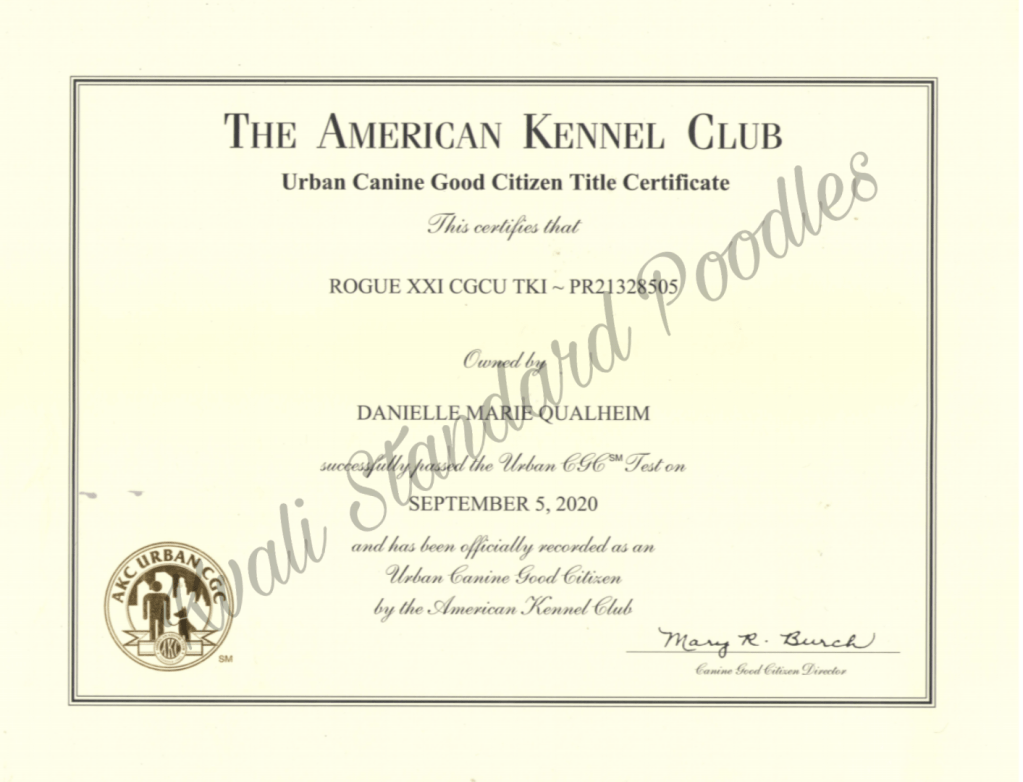 THE AMERICAN KENNEL CLUB
Urban Canine Good Citizen Title Certificate
This certifies that
ROGUE XXI CGCU TKI ~ PR21328505
Owned by
DANIELLE MARIE QUALHEIM
successfully passed the Urban CGC℠ Test on
SEPTEMBER 5, 2020
and has been officially recorded as an
Urban Canine Good Citizen
by the American Kennel Club
Mary R. Burch
Canine Good Citizen Director
AKC URBAN CGC
AKC
SM
Kvali Standard Poodles